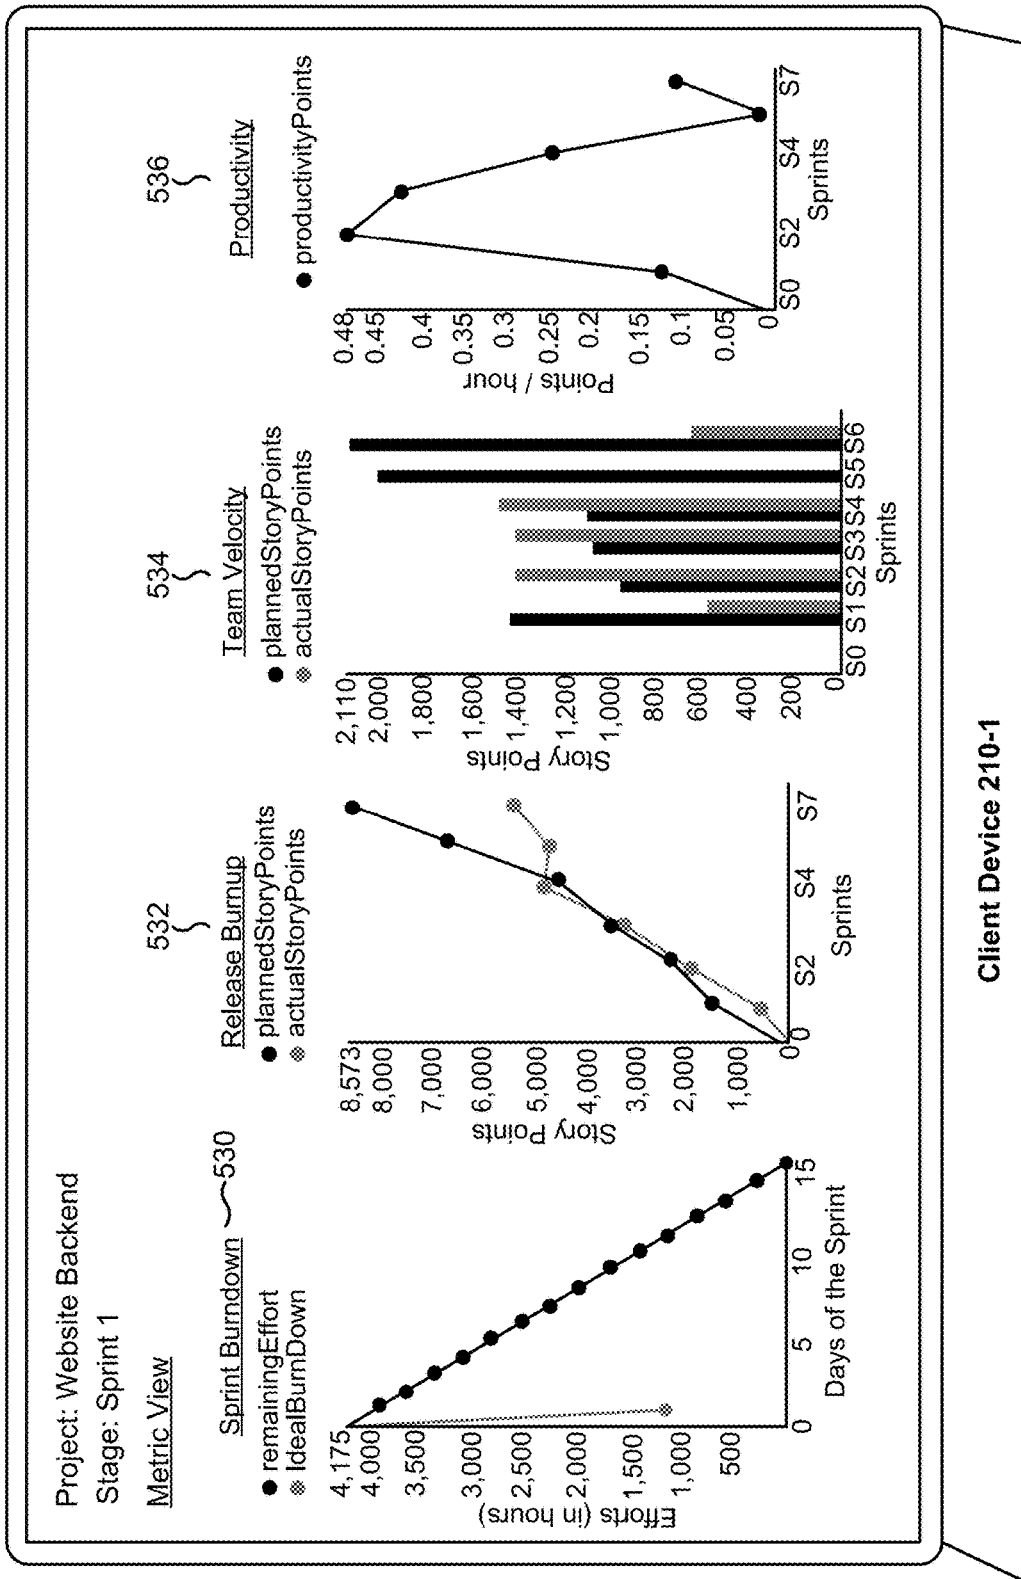 Project: Website Backend
Stage: Sprint 1
Metric View
Sprint Burndown
530
remainingEffort
IdealBurnDown
Efforts (in hours)
4,175
4,000
3,500
3,000
2,500
2,000
1,500
1,000
500
0
5
10
15
Days of the Sprint
532
Release Burnup
plannedStoryPoints
actualStoryPoints
Story Points
8,573
8,000
7,000
6,000
5,000
4,000
3,000
2,000
1,000
0
0
S2
S4
S7
Sprints
534
Team Velocity
plannedStoryPoints
actualStoryPoints
Story Points
2,110
2,000
1,800
1,600
1,400
1,200
1,000
800
600
400
200
0
S0 S1 S2 S3 S4 S5 S6
Sprints
536
Productivity
productivityPoints
Points / hour
0.48
0.45
0.4
0.35
0.3
0.25
0.2
0.15
0.1
0.05
0
S0
S2
S4
S7
Sprints
Client Device 210-1